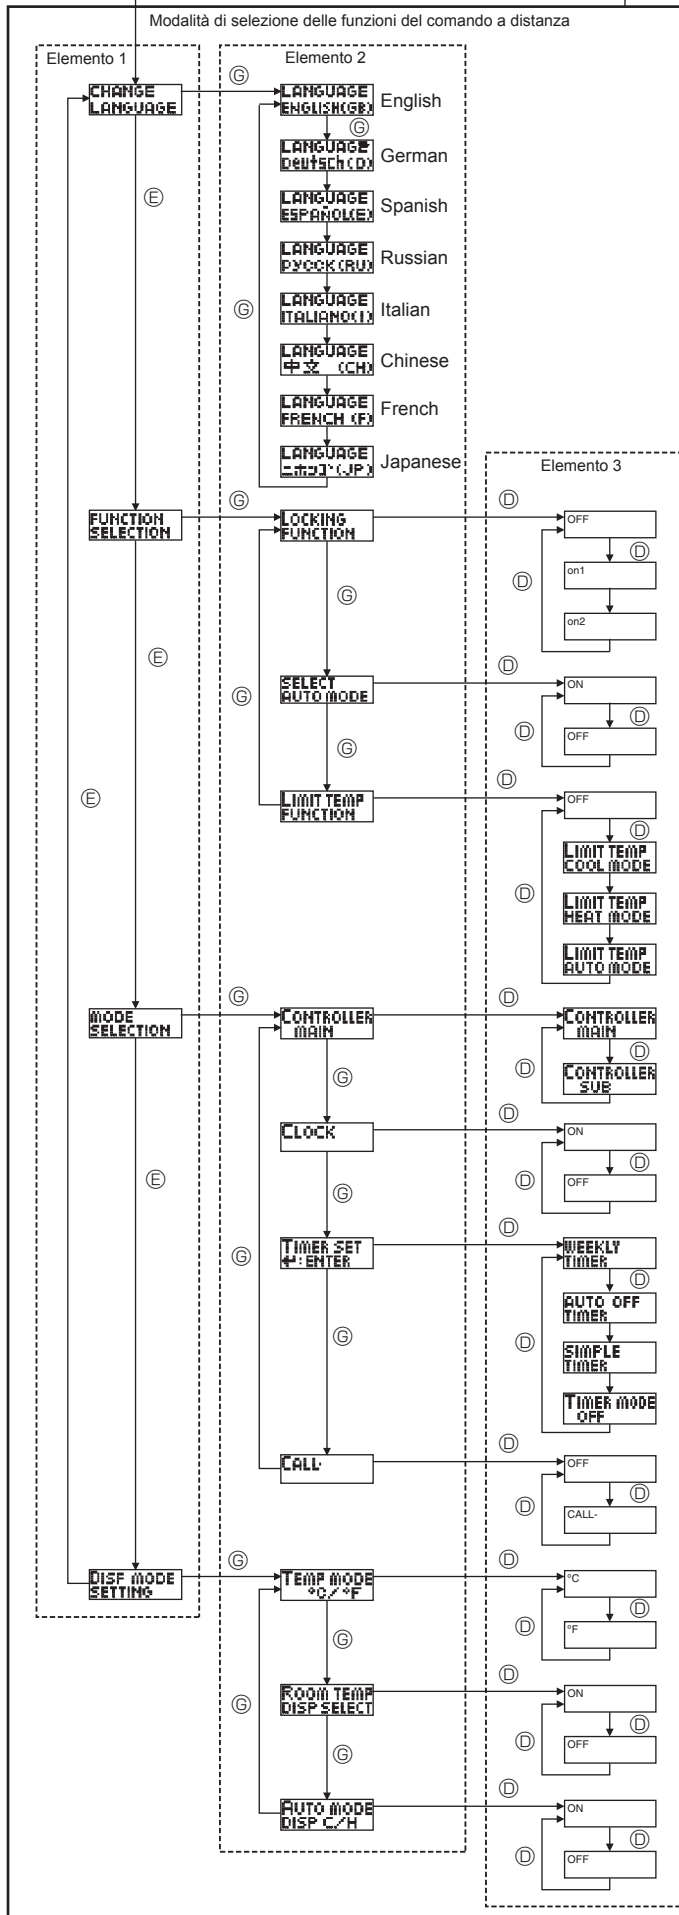 Modalità di selezione delle funzioni del comando a distanza
Elemento 1
Elemento 2
CHANGE
LANGUAGE
Ⓖ
LANGUAGE
ENGLISH(GB)
English
Ⓖ
LANGUAGE
Deutsch(D)
German
Ⓔ
LANGUAGE
ESPAÑOL(E)
Spanish
LANGUAGE
РУССК(RU)
Russian
Ⓖ
LANGUAGE
ITALIANO(I)
Italian
LANGUAGE
中文 (CH)
Chinese
LANGUAGE
FRENCH (F)
French
LANGUAGE
ニホンゴ(JP)
Japanese
Elemento 3
FUNCTION
SELECTION
Ⓖ
LOCKING
FUNCTION
Ⓓ
OFF
Ⓓ
Ⓓ
on1
Ⓖ
on2
Ⓔ
SELECT
AUTO MODE
Ⓓ
ON
Ⓖ
Ⓓ
Ⓓ
OFF
Ⓖ
Ⓔ
LIMIT TEMP
FUNCTION
Ⓓ
OFF
Ⓓ
LIMIT TEMP
COOL MODE
Ⓓ
LIMIT TEMP
HEAT MODE
LIMIT TEMP
AUTO MODE
MODE
SELECTION
Ⓖ
CONTROLLER
MAIN
Ⓓ
CONTROLLER
MAIN
Ⓓ
Ⓓ
CONTROLLER
SUB
Ⓖ
CLOCK
Ⓓ
ON
Ⓓ
Ⓓ
OFF
Ⓔ
Ⓖ
Ⓖ
TIMER SET
↵:ENTER
Ⓓ
WEEKLY
TIMER
Ⓓ
AUTO OFF
TIMER
Ⓓ
SIMPLE
TIMER
TIMER MODE
OFF
Ⓖ
CALL-
Ⓓ
OFF
Ⓓ
Ⓓ
CALL-
DISP MODE
SETTING
Ⓖ
TEMP MODE
°C/°F
Ⓓ
°C
Ⓓ
Ⓓ
°F
Ⓖ
ROOM TEMP
DISP SELECT
Ⓓ
ON
Ⓖ
Ⓓ
Ⓓ
OFF
Ⓖ
AUTO MODE
DISP C/H
Ⓓ
ON
Ⓓ
Ⓓ
OFF